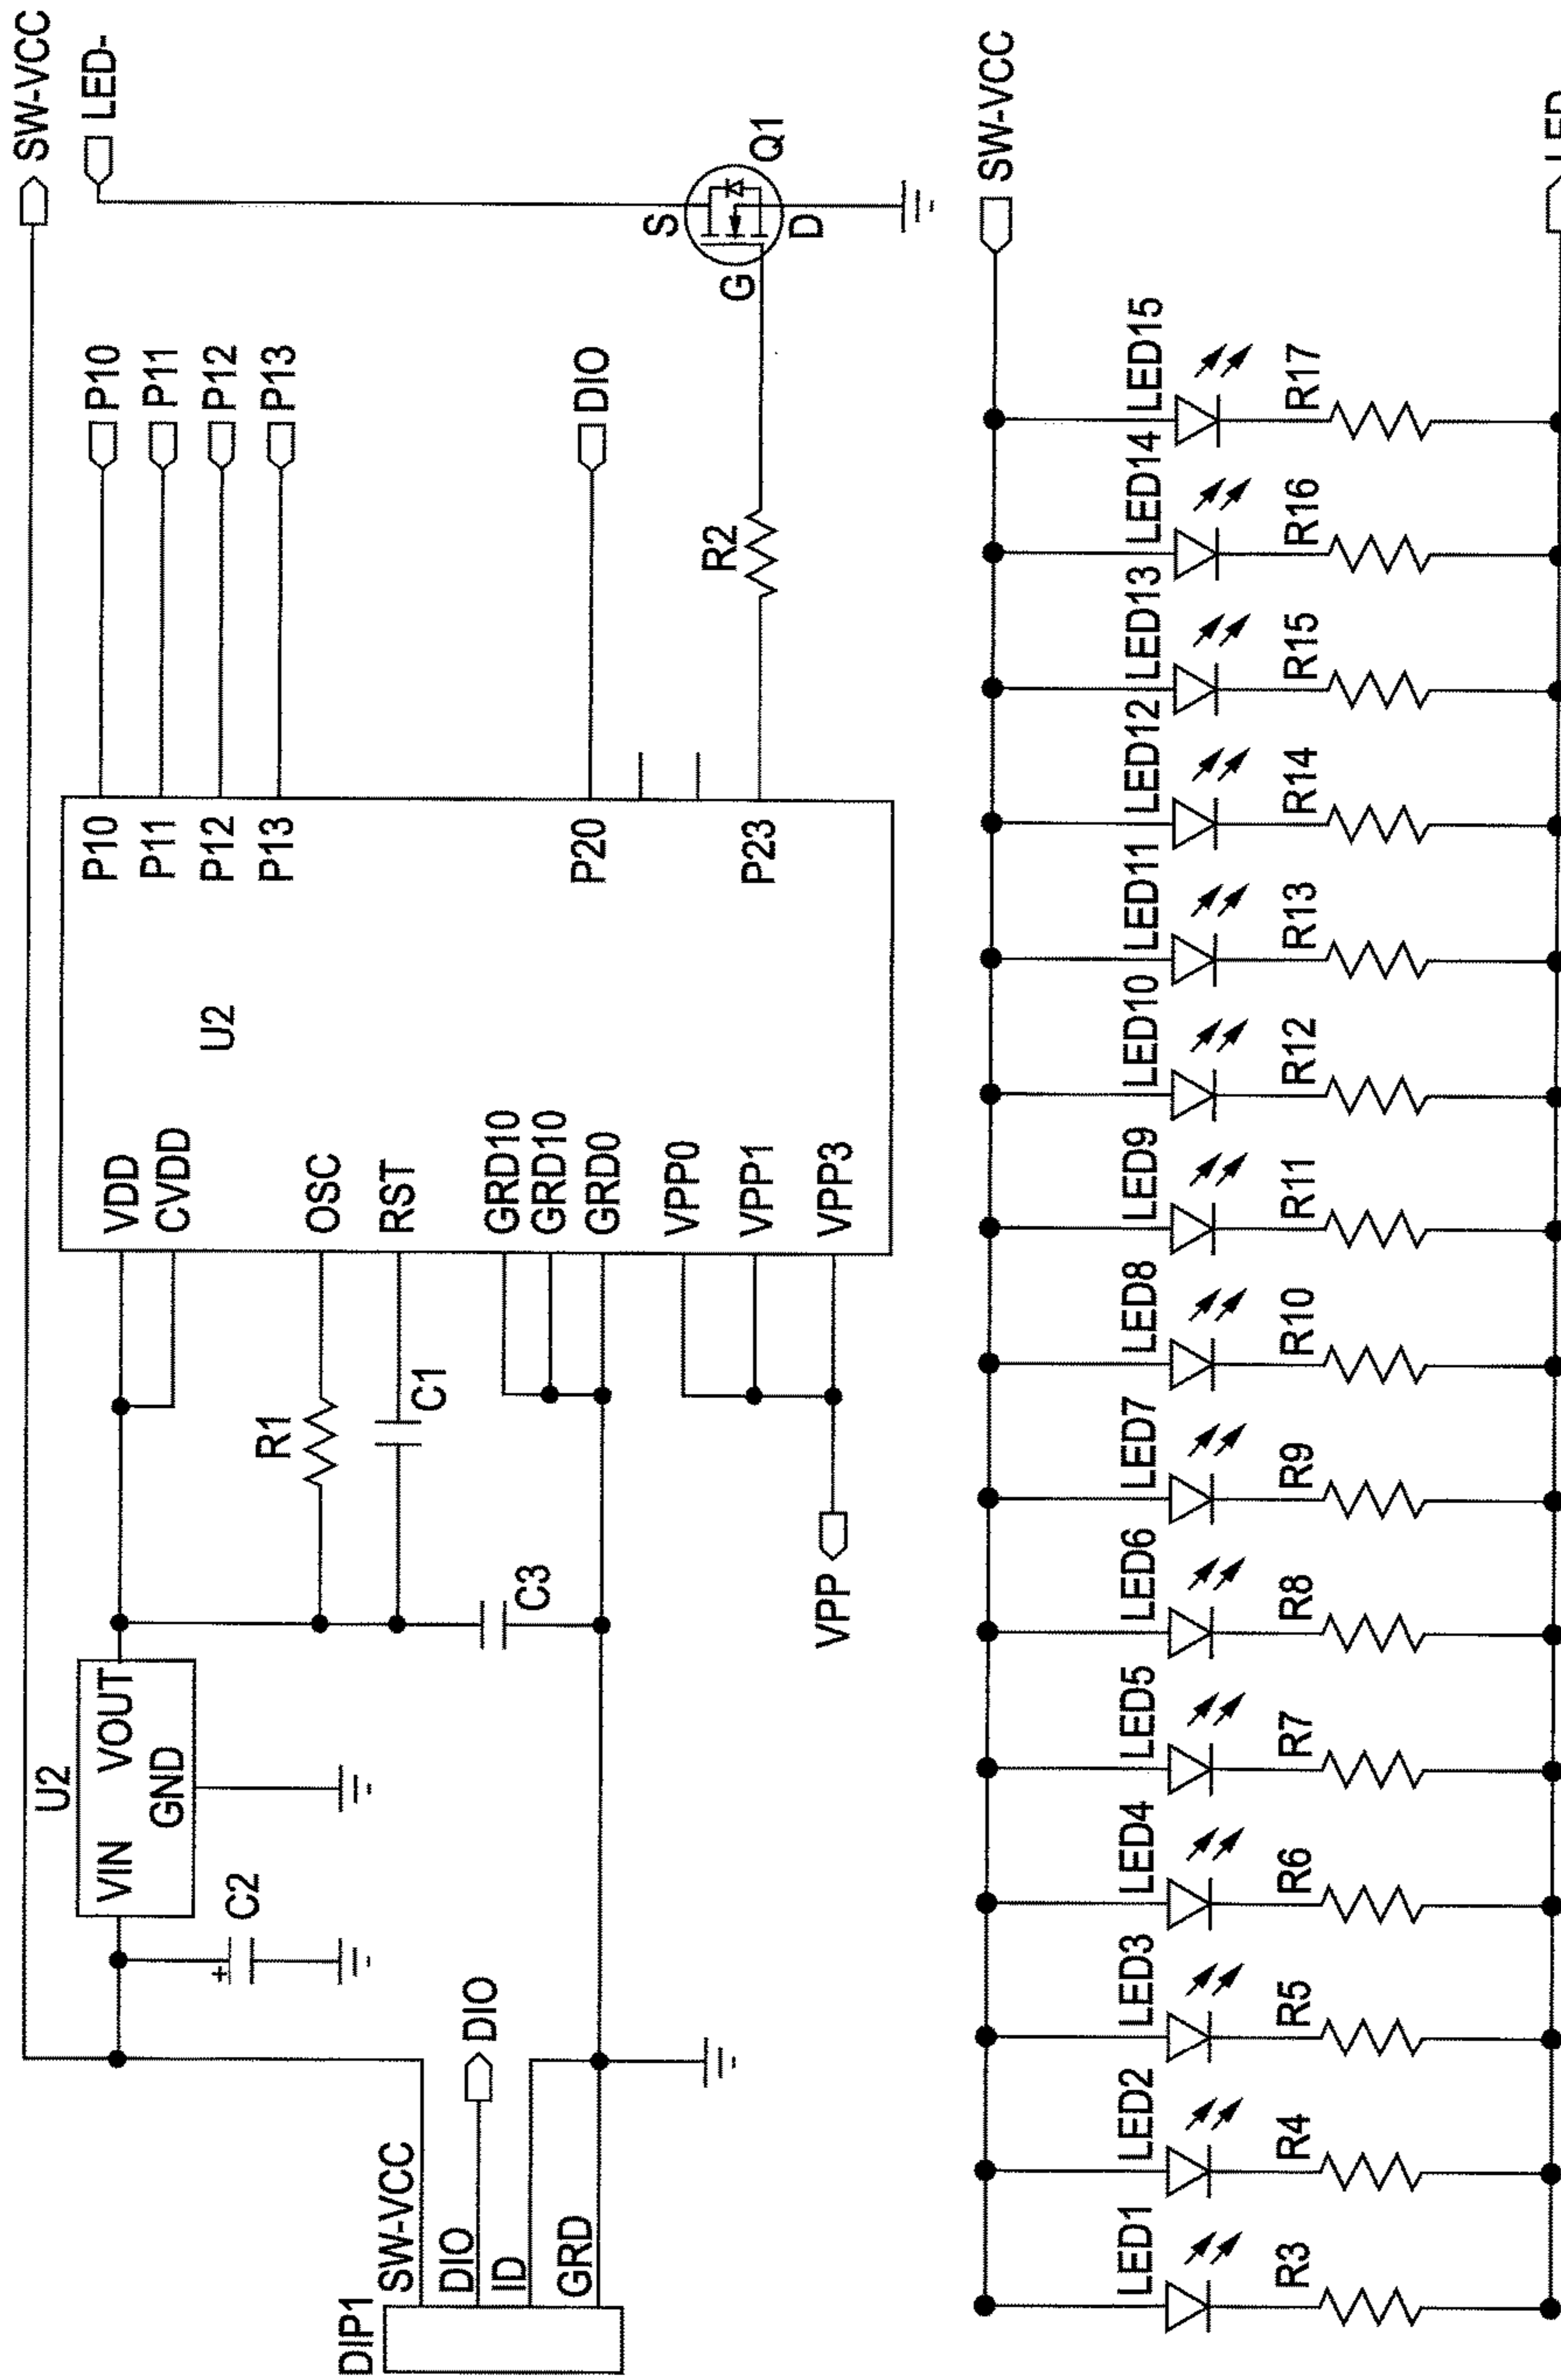 SW-VCC
LED-
U2
VIN
VOUT
GND
C2
VDD
CVDD
OSC
RST
GRD10
GRD10
GRD0
VPP0
VPP1
VPP3
U2
P10
P11
P12
P13
P20
P23
P10
P11
P12
P13
DIO
R1
C1
C3
VPP
R2
G
S
D
Q1
DIP1
SW-VCC
DIO
ID
GRD
DIO
SW-VCC
LED1
LED2
LED3
LED4
LED5
LED6
LED7
LED8
LED9
LED10
LED11
LED12
LED13
LED14
LED15
R3
R4
R5
R6
R7
R8
R9
R10
R11
R12
R13
R14
R15
R16
R17